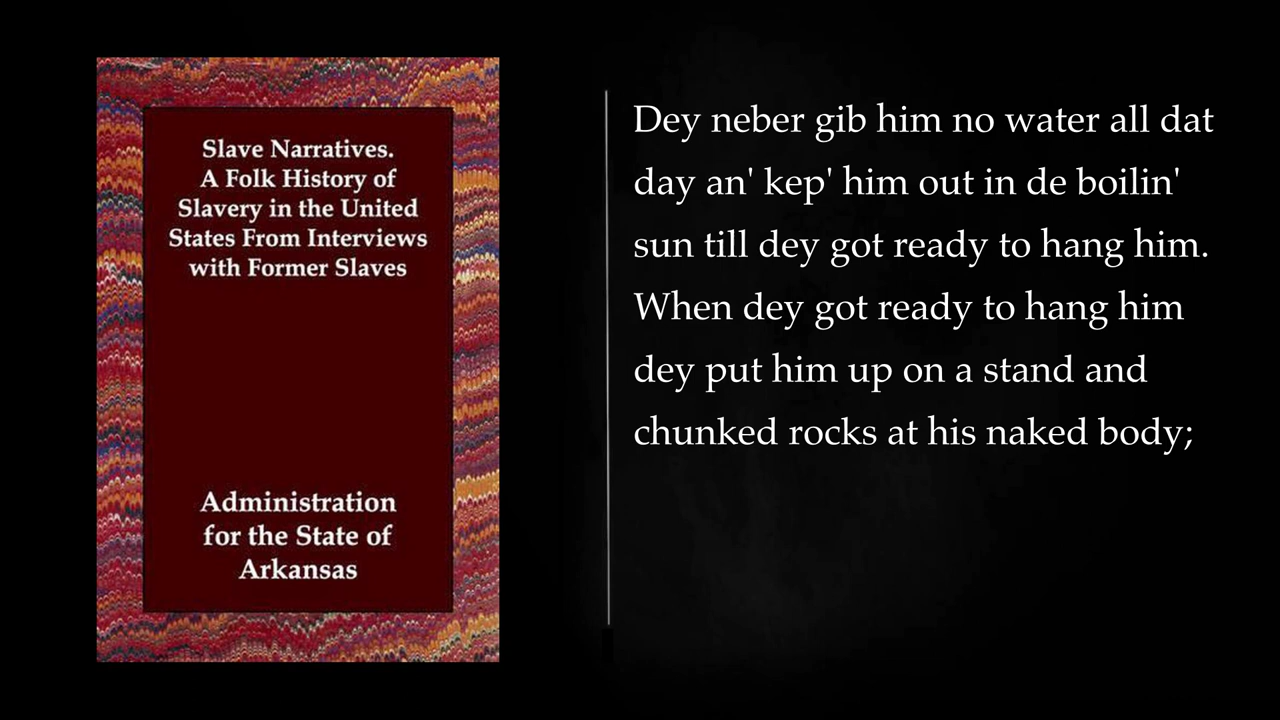 Slave Narratives.
A Folk History of
Slavery in the United
States From Interviews
with Former Slaves
Administration
for the State of
Arkansas
Dey neber gib him no water all dat
day an' kep' him out in de boilin'
sun till dey got ready to hang him.
When dey got ready to hang him
dey put him up on a stand and
chunked rocks at his naked body;